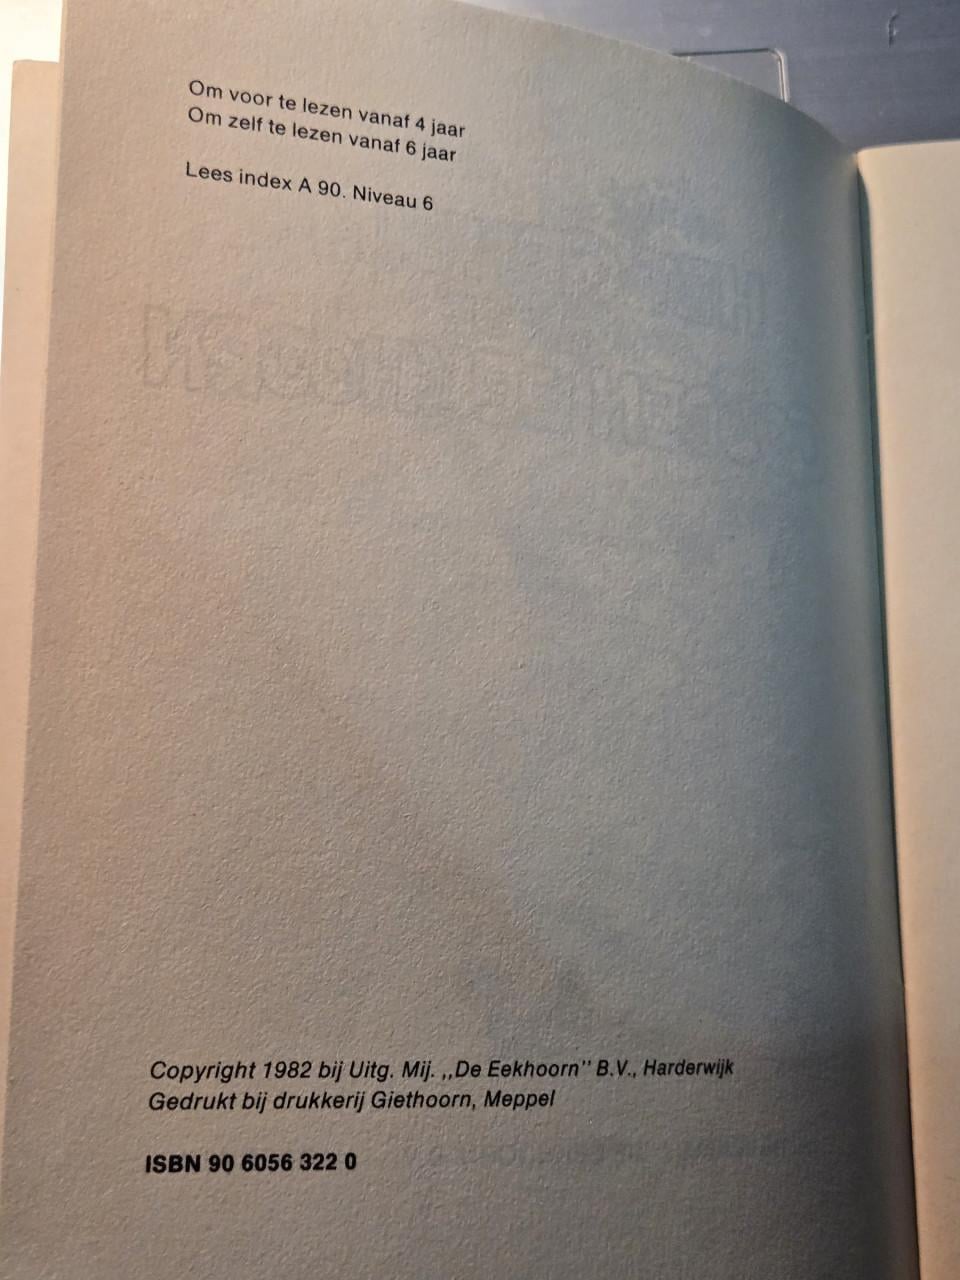 Om voor te lezen vanaf 4 jaar
Om zelf te lezen vanaf 6 jaar
Lees index A 90. Niveau 6
Copyright 1982 bij Uitg. Mij. ,,De Eekhoorn" B.V., Harderwijk
Gedrukt bij drukkerij Giethoorn, Meppel
ISBN 90 6056 322 0